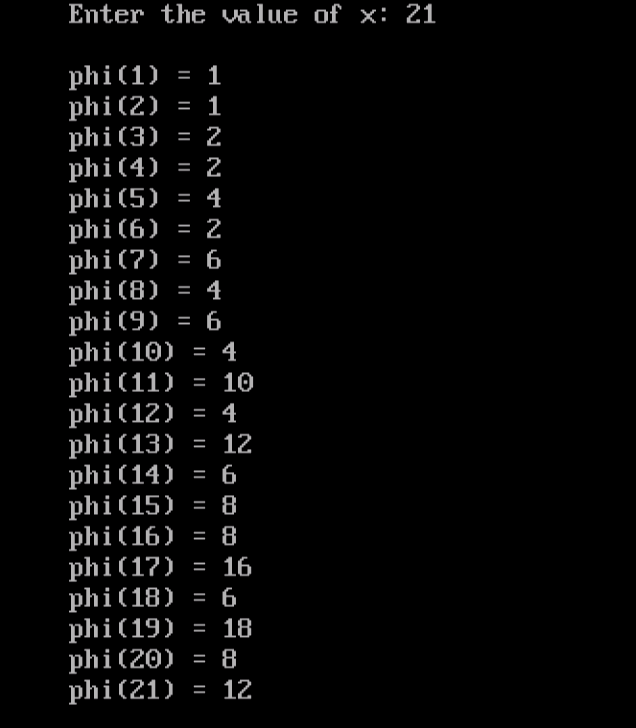 Enter the value of x: 21
phi(1) = 1
phi(2) = 1
phi(3) = 2
phi(4) = 2
phi(5) = 4
phi(6) = 2
phi(7) = 6
phi(8) = 4
phi(9) = 6
phi(10) = 4
phi(11) = 10
phi(12) = 4
phi(13) = 12
phi(14) = 6
phi(15) = 8
phi(16) = 8
phi(17) = 16
phi(18) = 6
phi(19) = 18
phi(20) = 8
phi(21) = 12